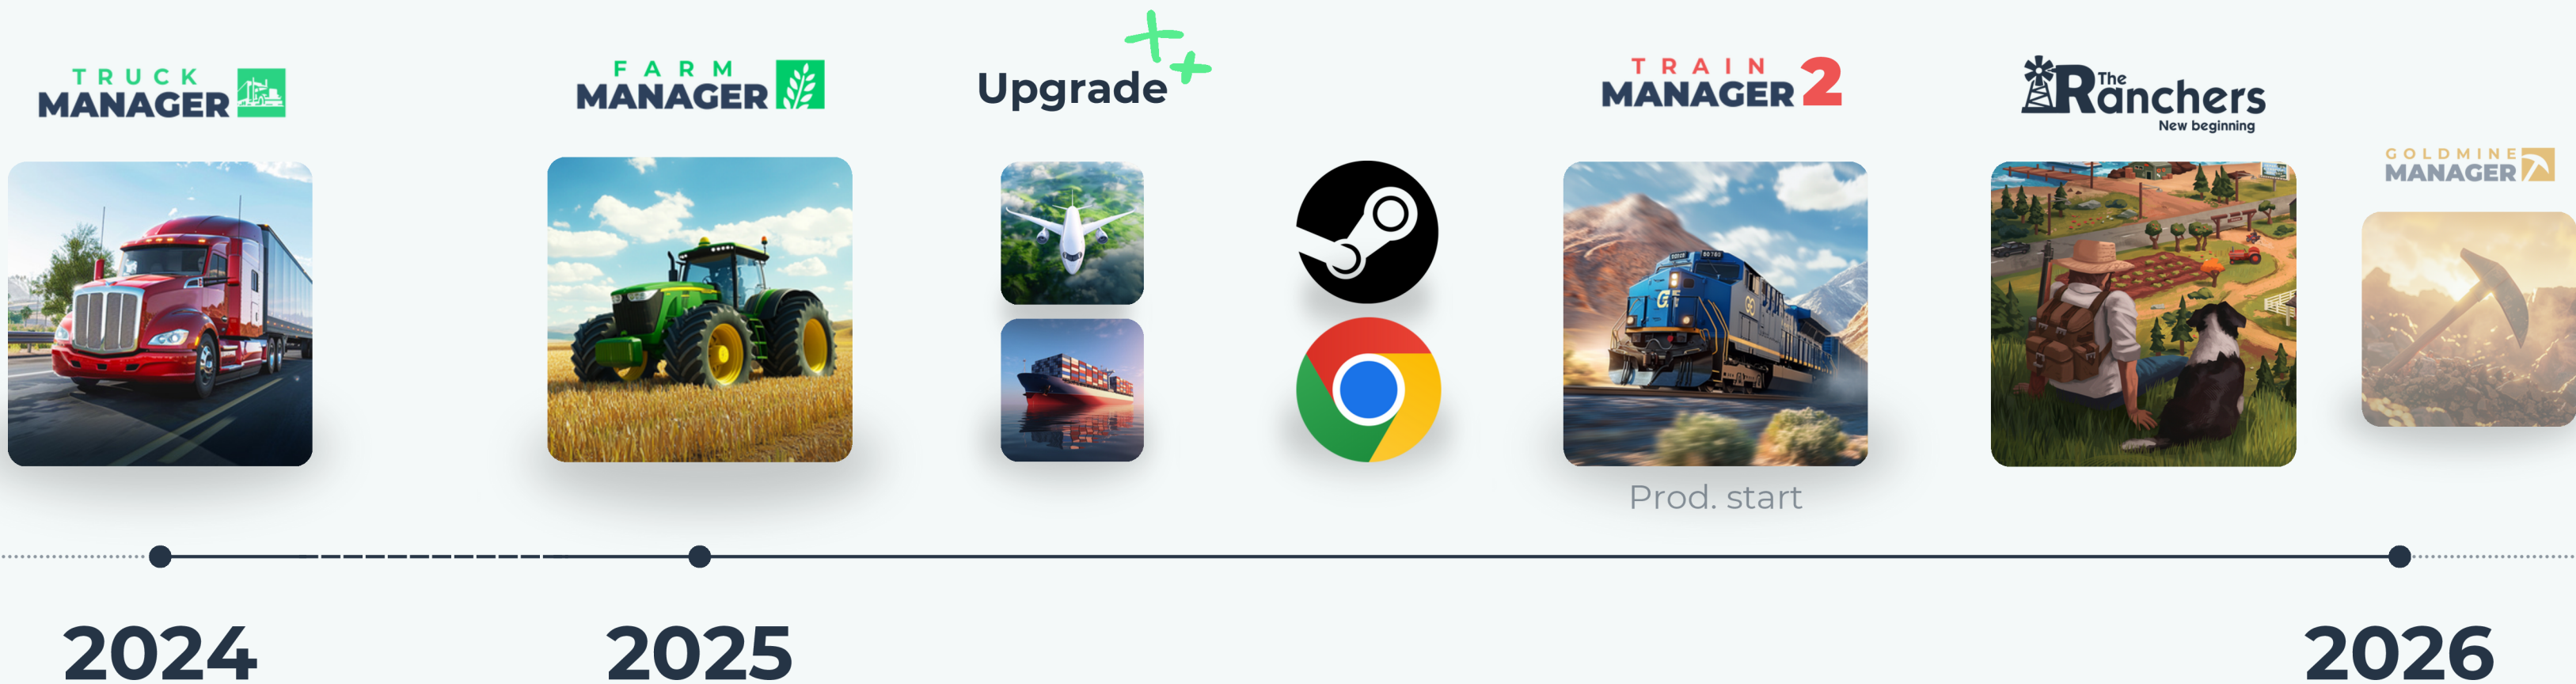 TRUCK
MANAGER
FARM
MANAGER
Upgrade
TRAIN
MANAGER 2
The
Ranchers
New beginning
GOLDMINE
MANAGER
Prod. start
2024
2025
2026